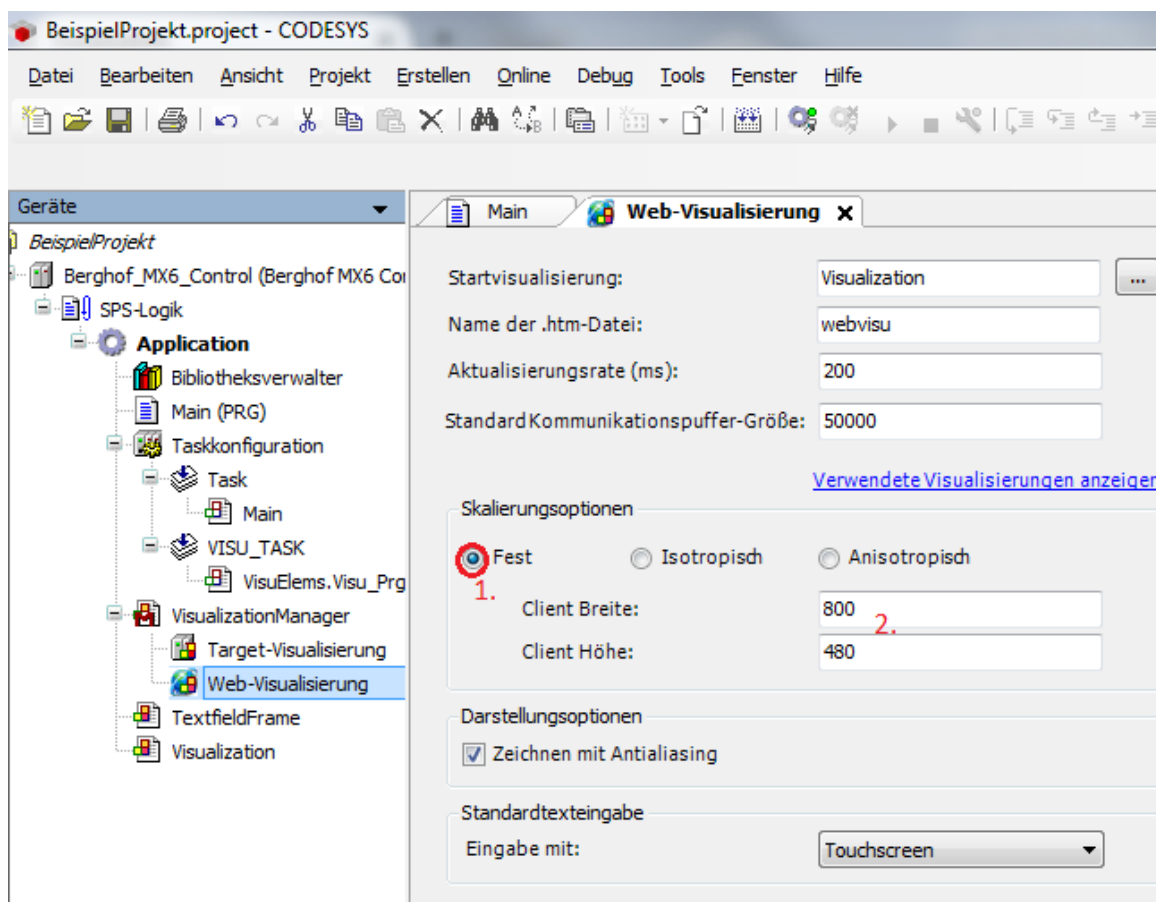 BeispielProjekt.project - CODESYS
Datei Bearbeiten Ansicht Projekt Erstellen Online Debug Tools Fenster Hilfe
Geräte
BeispielProjekt
Berghof_MX6_Control (Berghof MX6 Co
SPS-Logik
Application
Bibliotheksverwalter
Main (PRG)
Taskkonfiguration
Task
Main
VISU_TASK
VisuElems.Visu_Prg
VisualizationManager
Target-Visualisierung
Web-Visualisierung
TextfieldFrame
Visualization
Main Web-Visualisierung
Startvisualisierung: Visualization ...
Name der .htm-Datei: webvisu
Aktualisierungsrate (ms): 200
Standard Kommunikationspuffer-Größe: 50000
Verwendete Visualisierungen anzeigen
Skalierungsoptionen
Fest Isotropisch Anisotropisch
1.
Client Breite: 800
2.
Client Höhe: 480
Darstellungsoptionen
Zeichnen mit Antialiasing
Standardtexteingabe
Eingabe mit: Touchscreen